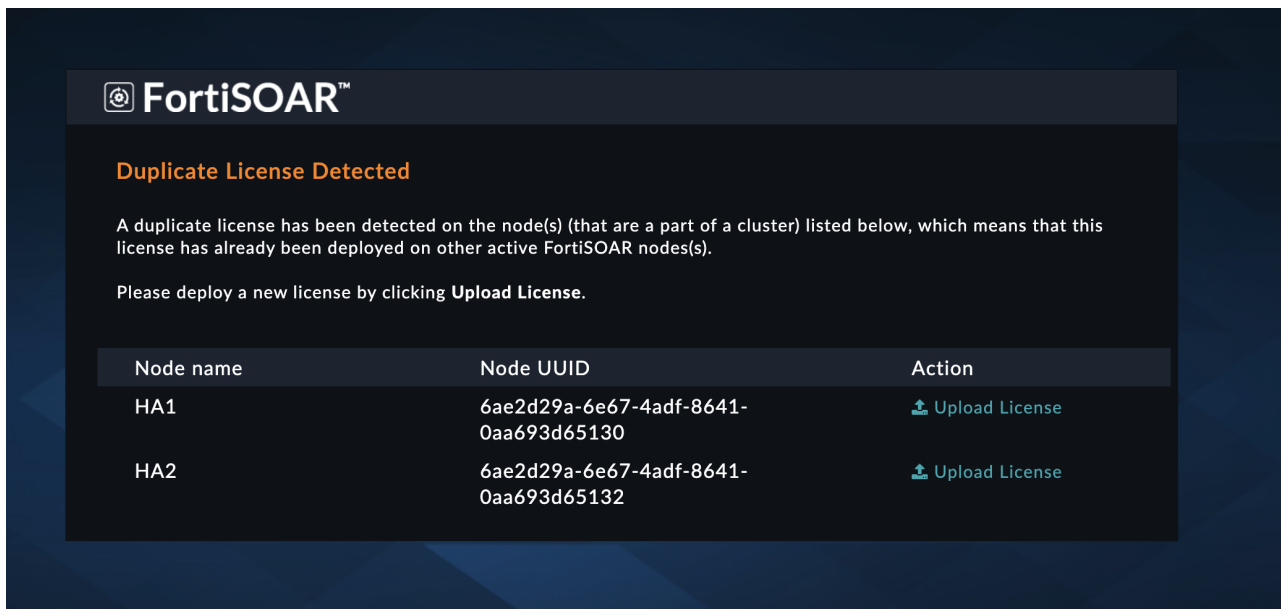 FortiSOAR™
Duplicate License Detected
A duplicate license has been detected on the node(s) (that are a part of a cluster) listed below, which means that this
license has already been deployed on other active FortiSOAR nodes(s).
Please deploy a new license by clicking Upload License.
Node name Node UUID Action
HA1 6ae2d29a-6e67-4adf-8641- Upload License
0aa693d65130
HA2 6ae2d29a-6e67-4adf-8641- Upload License
0aa693d65132